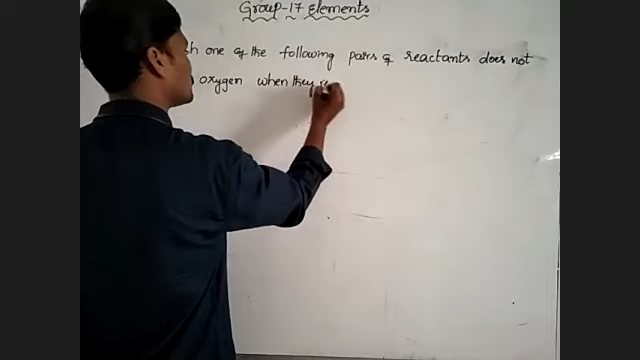 Group-17 Elements
one of the following pairs of reactants does not
oxygen when they